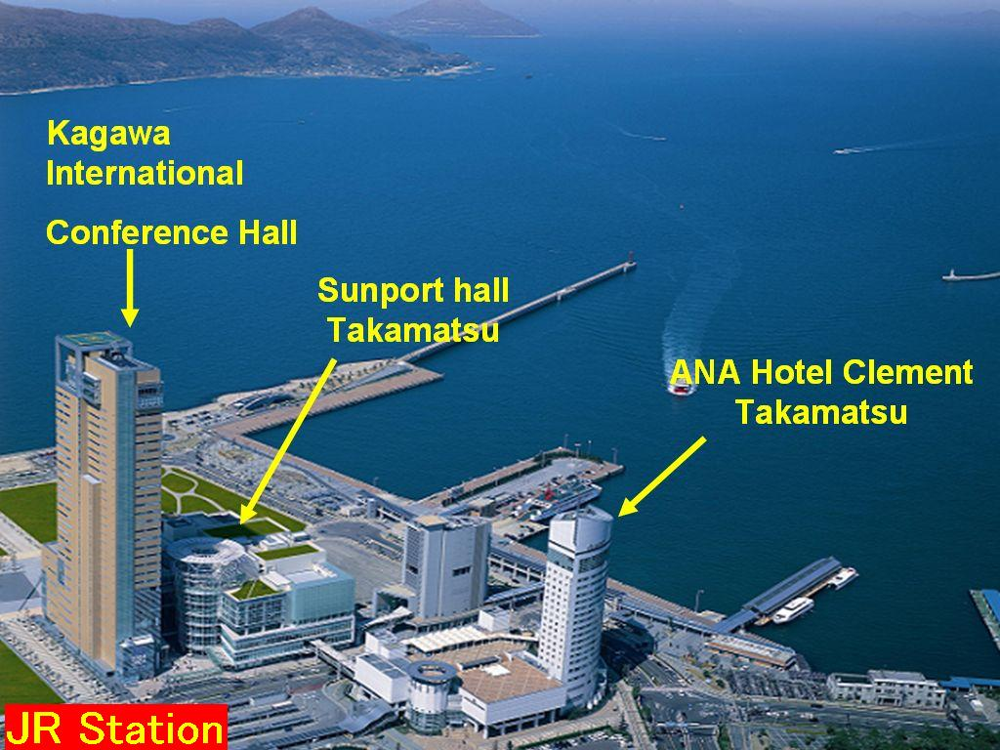 Kagawa
International
Conference Hall
Sunport hall
Takamatsu
ANA Hotel Clement
Takamatsu
JR Station